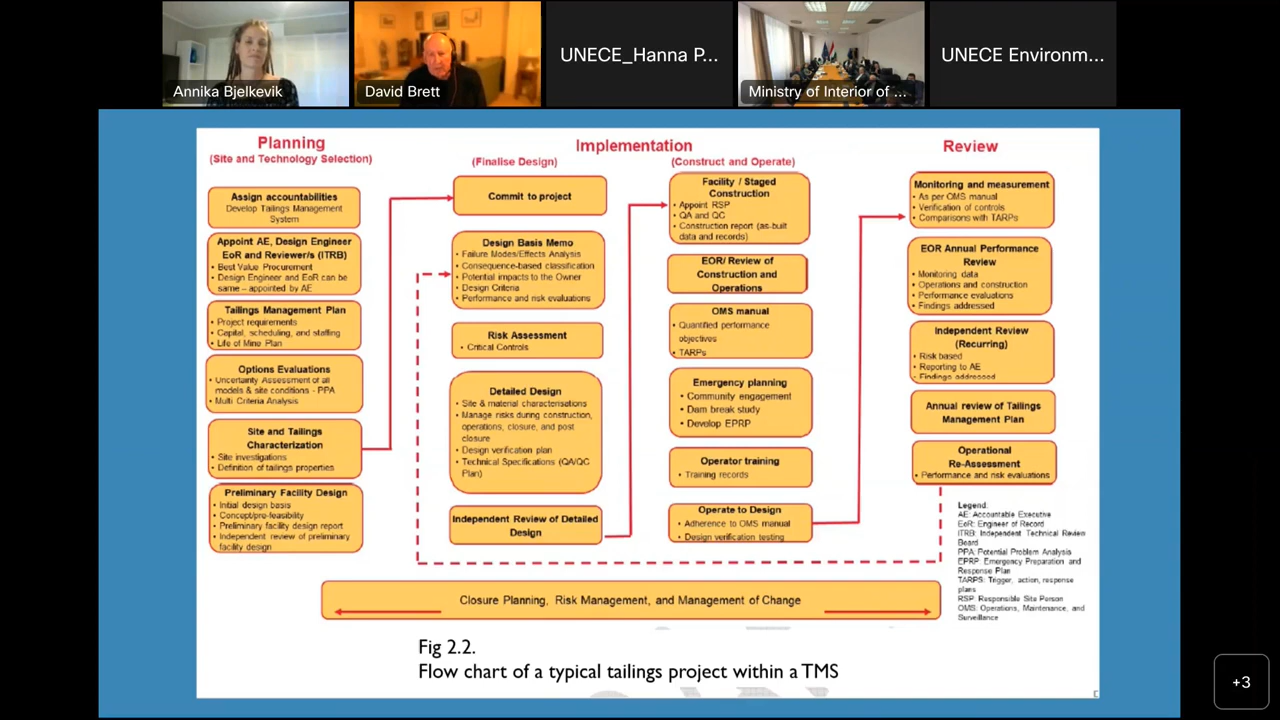 Annika Bjelkevik
David Brett
UNECE_Hanna P...
Ministry of Interior of ...
UNECE Environm...
Planning
(Site and Technology Selection)
Assign accountabilities
Develop Tailings Management
System
Appoint AE, Design Engineer
EoR and Reviewer/s (ITRB)
• Best Value Procurement
• Design Engineer and EoR can be
same – appointed by AE
Tailings Management Plan
• Project requirements
• Capital, scheduling, and staffing
• Life of Mine Plan
Options Evaluations
• Uncertainty Assessment of all
models & site conditions - PPA
• Multi Criteria Analysis
Site and Tailings
Characterization
• Site investigations
• Definition of tailings properties
Preliminary Facility Design
• Initial design basis
• Concept/pre-feasibility
• Preliminary facility design report
• Independent review of preliminary
facility design
Implementation
(Finalise Design)
Commit to project
Design Basis Memo
• Failure Modes/Effects Analysis
• Consequence-based classification
• Potential impacts to the Owner
• Design Criteria
• Performance and risk evaluations
Risk Assessment
• Critical Controls
Detailed Design
• Site & material characterisations
• Manage risks during construction,
operations, closure, and post
closure
• Design verification plan
• Technical Specifications (QA/QC
Plan)
Independent Review of Detailed
Design
(Construct and Operate)
Facility / Staged
Construction
• Appoint RSP
• QA and QC
• Construction report (as-built
data and records)
EOR/ Review of
Construction and
Operations
OMS manual
• Quantified performance
objectives
• TARPs
Emergency planning
• Community engagement
• Dam break study
• Develop EPRP
Operator training
• Training records
Operate to Design
• Adherence to OMS manual
• Design verification testing
Review
Monitoring and measurement
• As per OMS manual
• Verification of controls
• Comparisons with TARPs
EOR Annual Performance
Review
• Monitoring data
• Operations and construction
• Performance evaluations
• Findings addressed
Independent Review
(Recurring)
• Risk based
• Reporting to AE
• Findings addressed
Annual review of Tailings
Management Plan
Operational
Re-Assessment
• Performance and risk evaluations
Legend:
AE: Accountable Executive
EoR: Engineer of Record
ITRB: Independent Technical Review
Board
PPA: Potential Problem Analysis
EPRP: Emergency Preparation and
Response Plan
TARPS: Trigger, action, response
plans
RSP: Responsible Site Person
OMS: Operations, Maintenance, and
Surveillance
Closure Planning, Risk Management, and Management of Change
Fig 2.2.
Flow chart of a typical tailings project within a TMS
+3